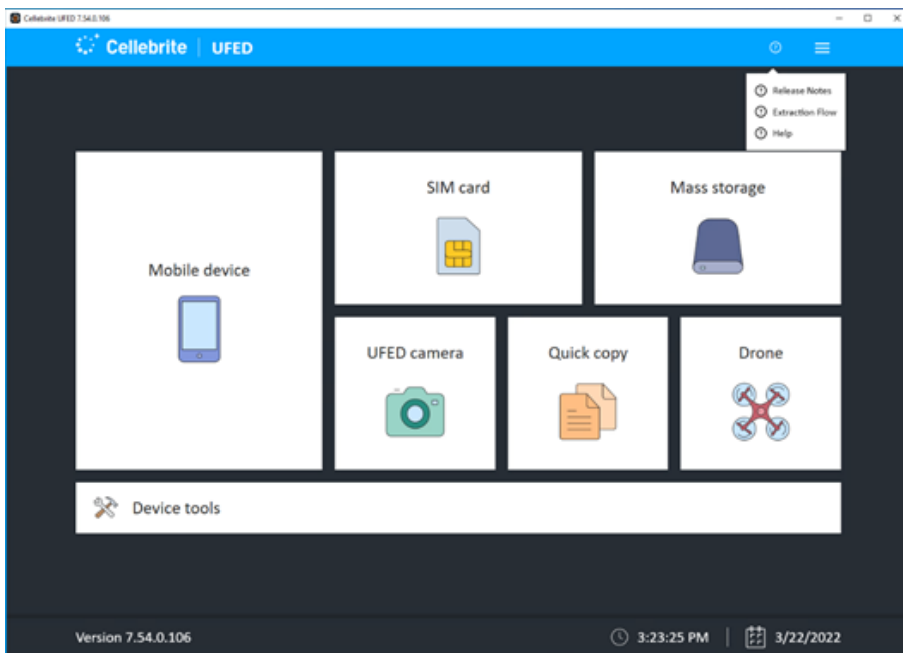 Cellebrite UFED 7.54.0.106
Cellebrite | UFED
Release Notes
Extraction Flow
Help
Mobile device
SIM card
Mass storage
UFED camera
Quick copy
Drone
Device tools
Version 7.54.0.106
3:23:25 PM | 3/22/2022